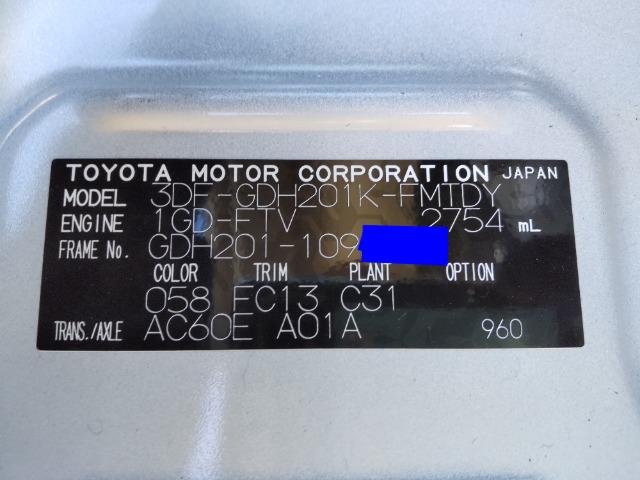 TOYOTA MOTOR CORPORATION JAPAN
MODEL 3DF-GDH201K-FMTDY
ENGINE 1GD-FTV 2754 mL
FRAME No. GDH201-109
COLOR TRIM PLANT OPTION
058 FC13 C31
TRANS./AXLE AC60E A01A 960